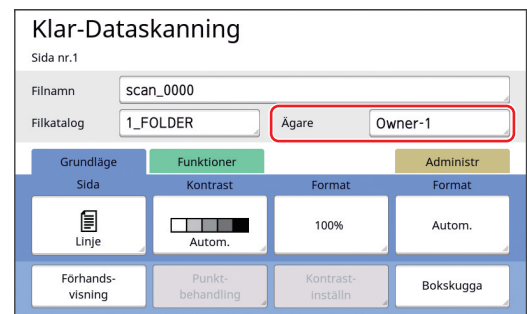 Klar-Dataskanning
Sida nr.1
Filnamn scan_0000
Filkatalog 1_FOLDER Ägare Owner-1
Grundläge Funktioner Administr
Sida Kontrast Format Format
Linje Autom. 100% Autom.
Förhands- Punkt- Kontrast- Bokskugga
visning behandling inställn